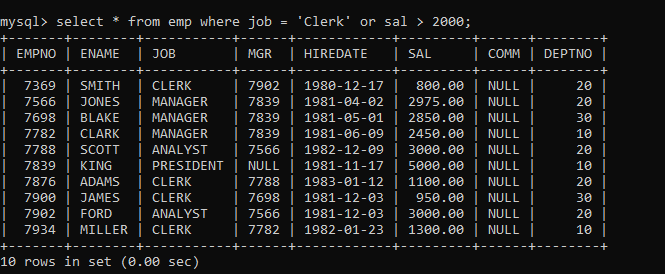 mysql> select * from emp where job = 'Clerk' or sal > 2000;
+-------+--------+-----------+------+------------+---------+------+--------+
| EMPNO | ENAME  | JOB       | MGR  | HIREDATE   | SAL     | COMM | DEPTNO |
+-------+--------+-----------+------+------------+---------+------+--------+
|  7369 | SMITH  | CLERK     | 7902 | 1980-12-17 |  800.00 | NULL |     20 |
|  7566 | JONES  | MANAGER   | 7839 | 1981-04-02 | 2975.00 | NULL |     20 |
|  7698 | BLAKE  | MANAGER   | 7839 | 1981-05-01 | 2850.00 | NULL |     30 |
|  7782 | CLARK  | MANAGER   | 7839 | 1981-06-09 | 2450.00 | NULL |     10 |
|  7788 | SCOTT  | ANALYST   | 7566 | 1982-12-09 | 3000.00 | NULL |     20 |
|  7839 | KING   | PRESIDENT | NULL | 1981-11-17 | 5000.00 | NULL |     10 |
|  7876 | ADAMS  | CLERK     | 7788 | 1983-01-12 | 1100.00 | NULL |     20 |
|  7900 | JAMES  | CLERK     | 7698 | 1981-12-03 |  950.00 | NULL |     30 |
|  7902 | FORD   | ANALYST   | 7566 | 1981-12-03 | 3000.00 | NULL |     20 |
|  7934 | MILLER | CLERK     | 7782 | 1982-01-23 | 1300.00 | NULL |     10 |
+-------+--------+-----------+------+------------+---------+------+--------+
10 rows in set (0.00 sec)